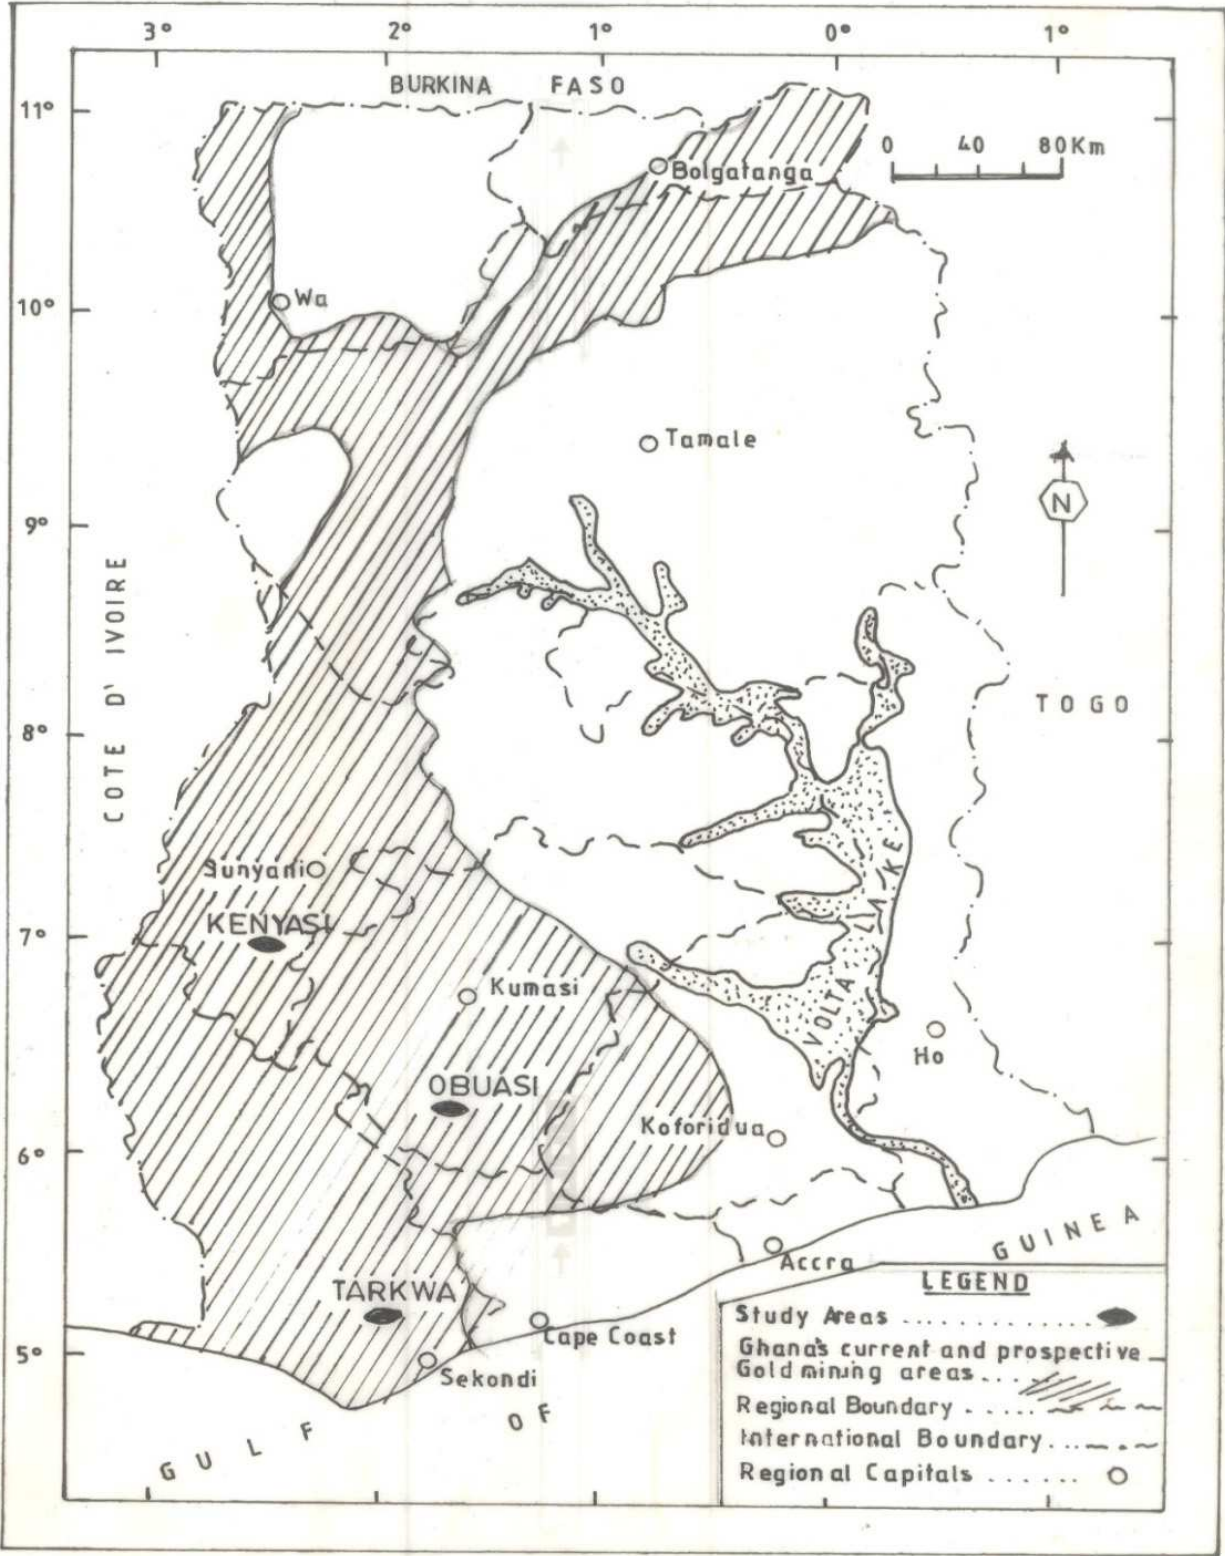 3° 2° 1° 0° 1°
BURKINA FASO
11°
0 40 80Km
Bolgatanga
10°
Wa
Tamale
N
9°
COTE D' IVOIRE
TOGO
8°
Sunyani
KENYASI
7°
Kumasi
VOLTA LAKE
Ho
OBUASI
Koforidua
6°
GULF OF GUINEA
Accra
TARKWA
Cape Coast
5°
Sekondi
LEGEND
Study Areas
Ghana's current and prospective
Gold mining areas
Regional Boundary
International Boundary
Regional Capitals